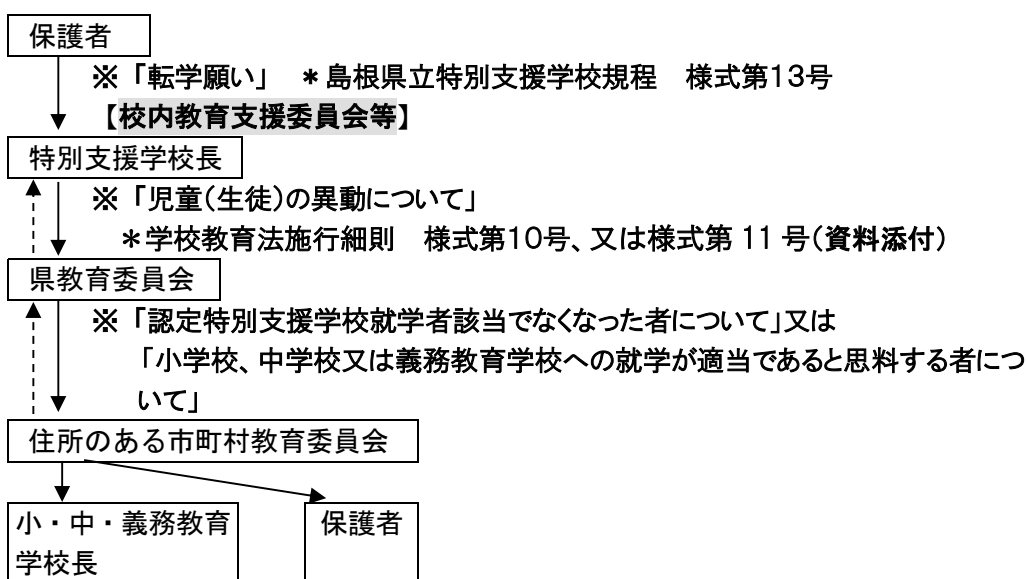 保護者
※「転学願い」　＊島根県立特別支援学校規程　様式第13号
【校内教育支援委員会等】
特別支援学校長
※「児童（生徒）の異動について」
＊学校教育法施行細則　様式第10号、又は様式第 11 号（資料添付）
県教育委員会
※「認定特別支援学校就学者該当でなくなった者について」又は
「小学校、中学校又は義務教育学校への就学が適当であると思料する者につ
いて」
住所のある市町村教育委員会
小・中・義務教育
学校長
保護者